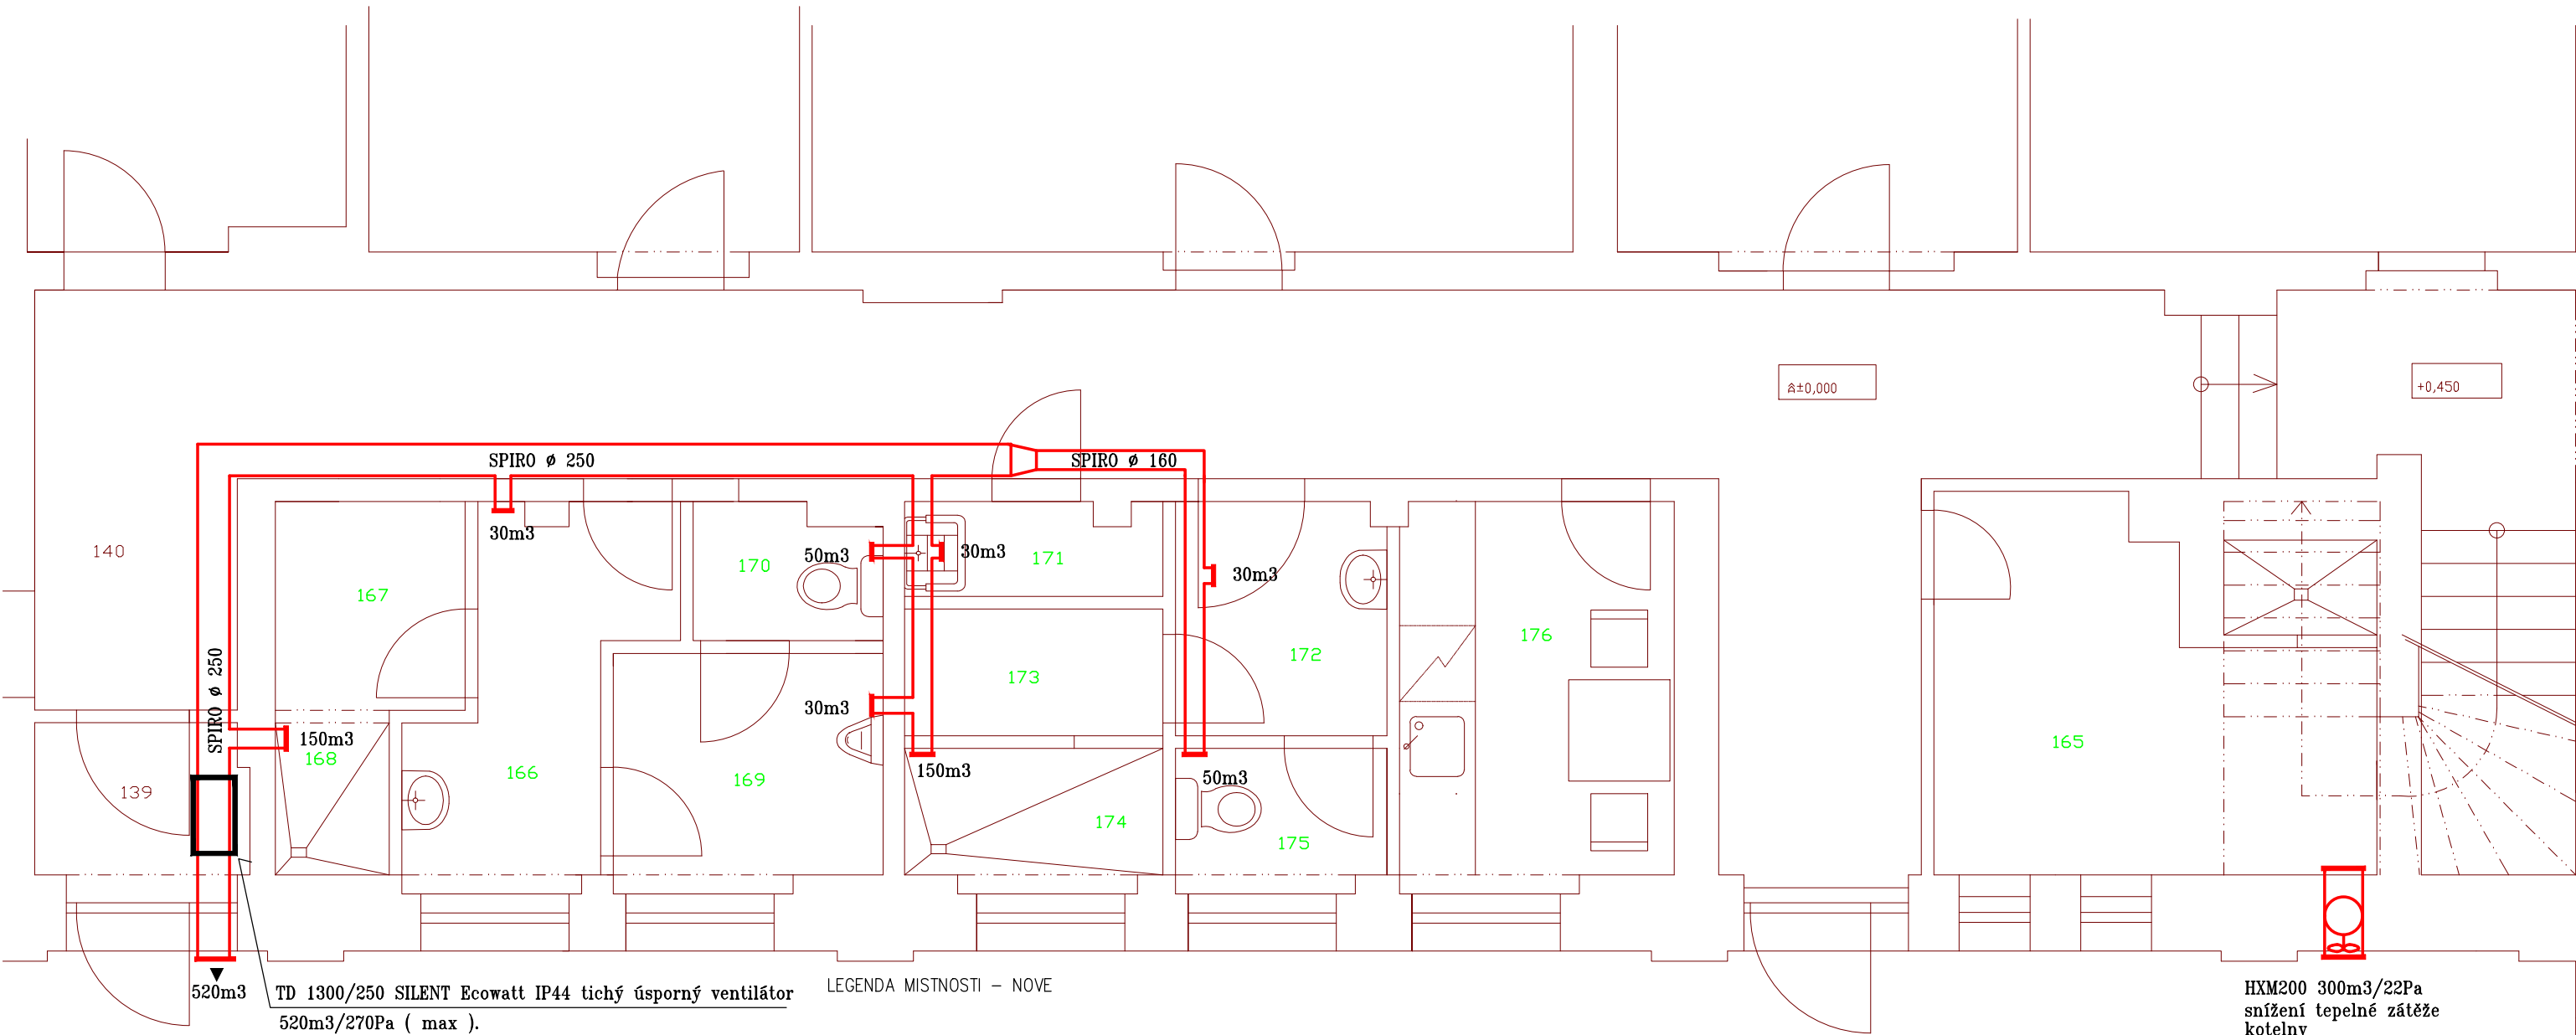 ±0,000
+0,450
SPIRO ø 250
SPIRO ø 160
30m3
140
50m3
30m3
170
171
30m3
167
176
172
173
SPIRO ø 250
30m3
150m3
168
165
166
150m3
50m3
169
139
174
175
520m3
TD 1300/250 SILENT Ecowatt IP44 tichý úsporný ventilátor
520m3/270Pa ( max ).
LEGENDA MISTNOSTI – NOVE
HXM200 300m3/22Pa
snížení tepelné zátěže
kotelny